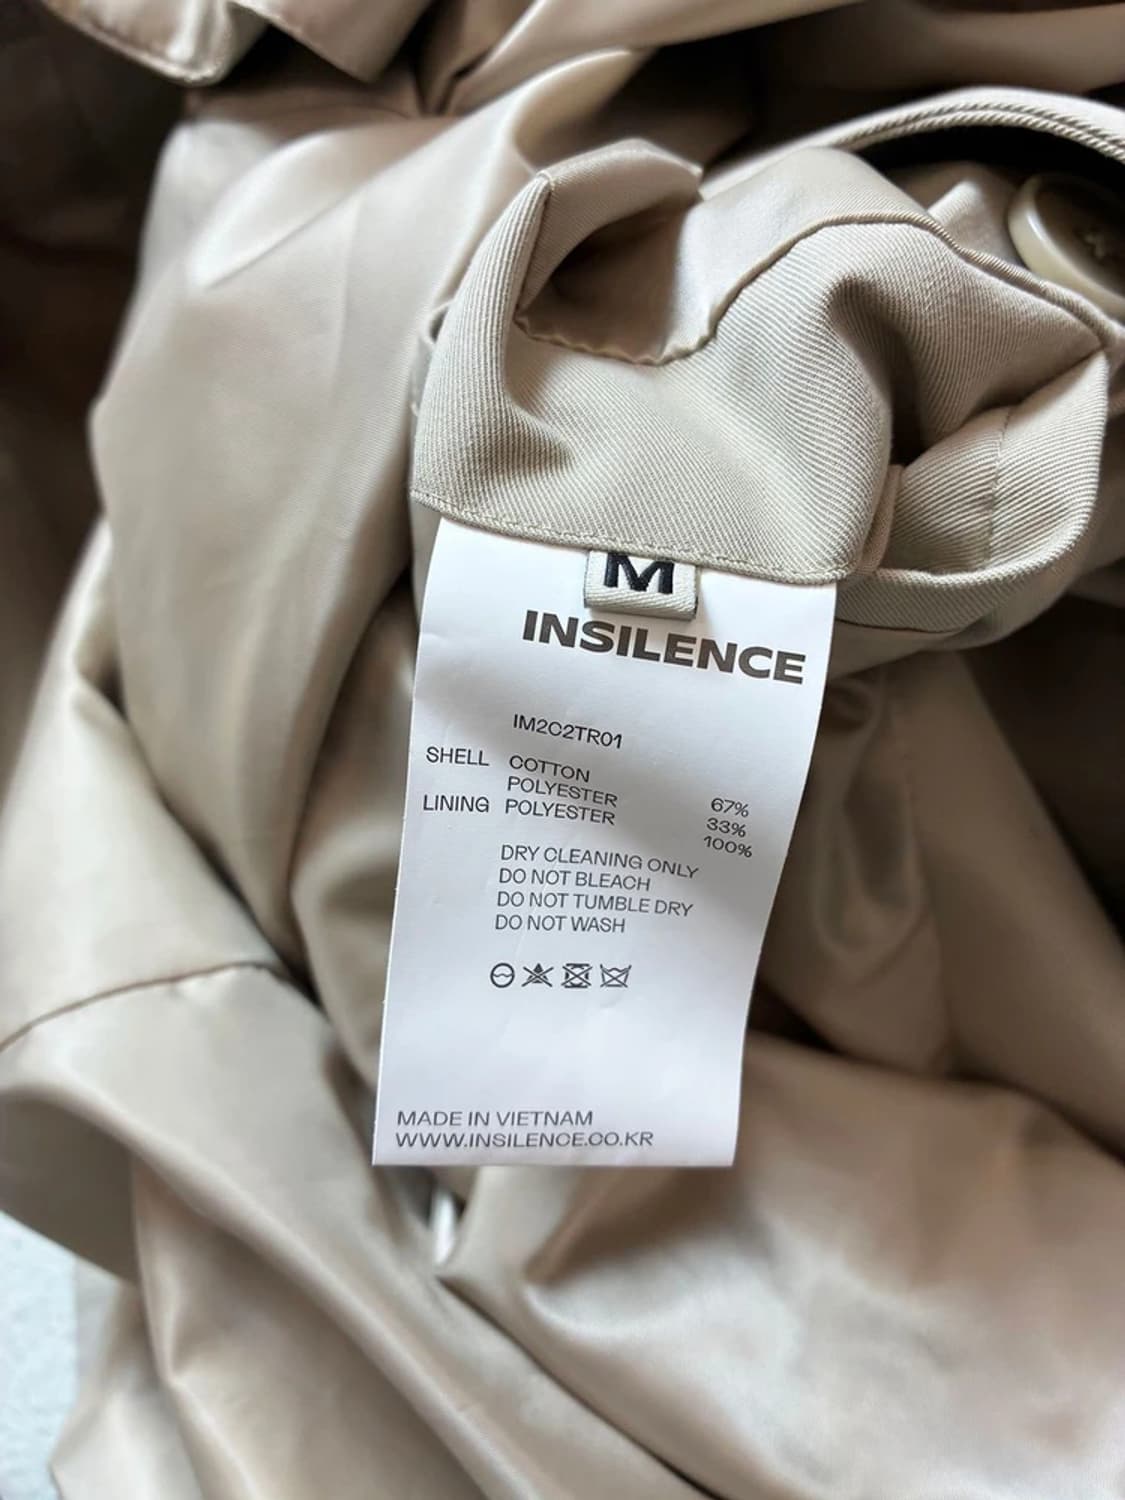 M
INSILENCE
IM2C2TR01
SHELL COTTON 67%
POLYESTER 33%
LINING POLYESTER 100%
DRY CLEANING ONLY
DO NOT BLEACH
DO NOT TUMBLE DRY
DO NOT WASH
MADE IN VIETNAM
WWW.INSILENCE.CO.KR